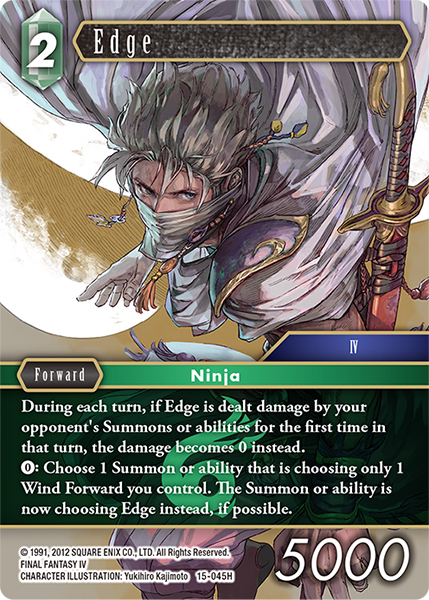 2
Edge
IV
Forward
Ninja
During each turn, if Edge is dealt damage by your
opponent's Summons or abilities for the first time in
that turn, the damage becomes 0 instead.
0: Choose 1 Summon or ability that is choosing only 1
Wind Forward you control. The Summon or ability is
now choosing Edge instead, if possible.
© 1991, 2012 SQUARE ENIX CO., LTD. All Rights Reserved.
FINAL FANTASY IV
CHARACTER ILLUSTRATION: Yukihiro Kajimoto 15-045H
5000